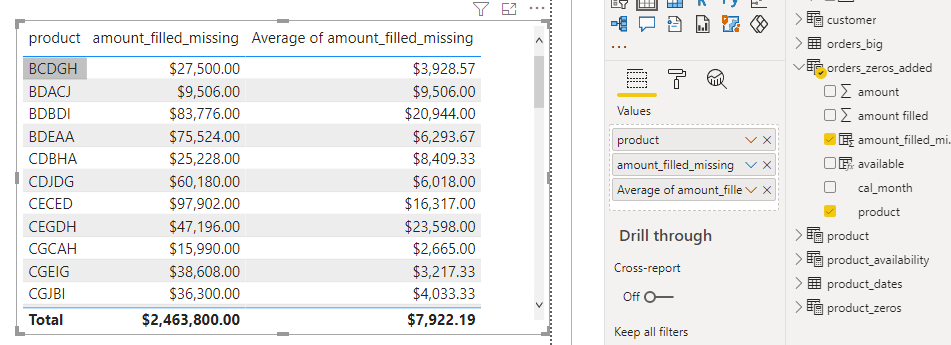 product amount_filled_missing Average of amount_filled_missing
BCDGH $27,500.00 $3,928.57
BDACJ $9,506.00 $9,506.00
BDBDI $83,776.00 $20,944.00
BDEAA $75,524.00 $6,293.67
CDBHA $25,228.00 $8,409.33
CDJDG $60,180.00 $6,018.00
CECED $97,902.00 $16,317.00
CEGDH $47,196.00 $23,598.00
CGCAH $15,990.00 $2,665.00
CGEIG $38,608.00 $3,217.33
CGJBI $36,300.00 $4,033.33
Total $2,463,800.00 $7,922.19
Values
product
amount_filled_missing
Average of amount_fille
Drill through
Cross-report
Off
Keep all filters
customer
orders_big
orders_zeros_added
amount
amount filled
amount_filled_mi...
available
cal_month
product
product
product_availability
product_dates
product_zeros